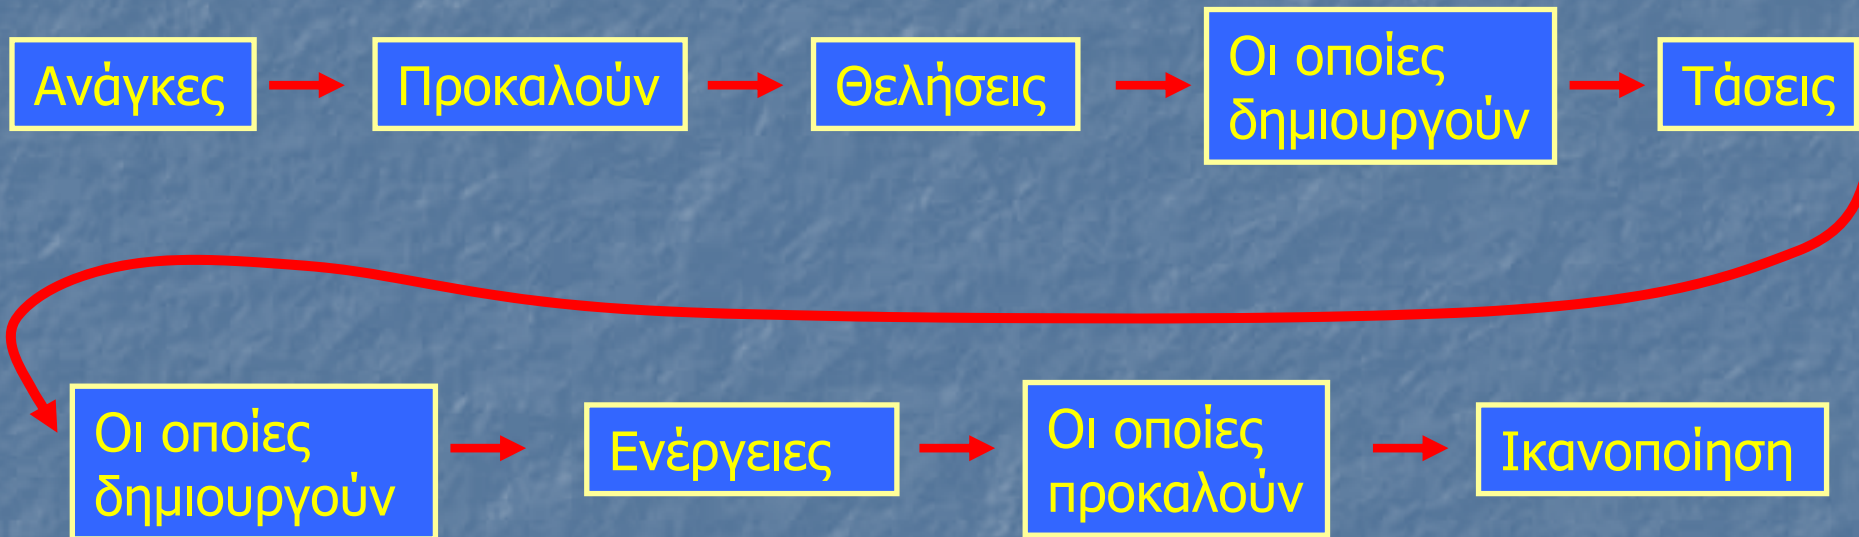 Ανάγκες
Προκαλούν
Θελήσεις
Οι οποίες
δημιουργούν
Τάσεις
Οι οποίες
δημιουργούν
Ενέργειες
Οι οποίες
προκαλούν
Ικανοποίηση